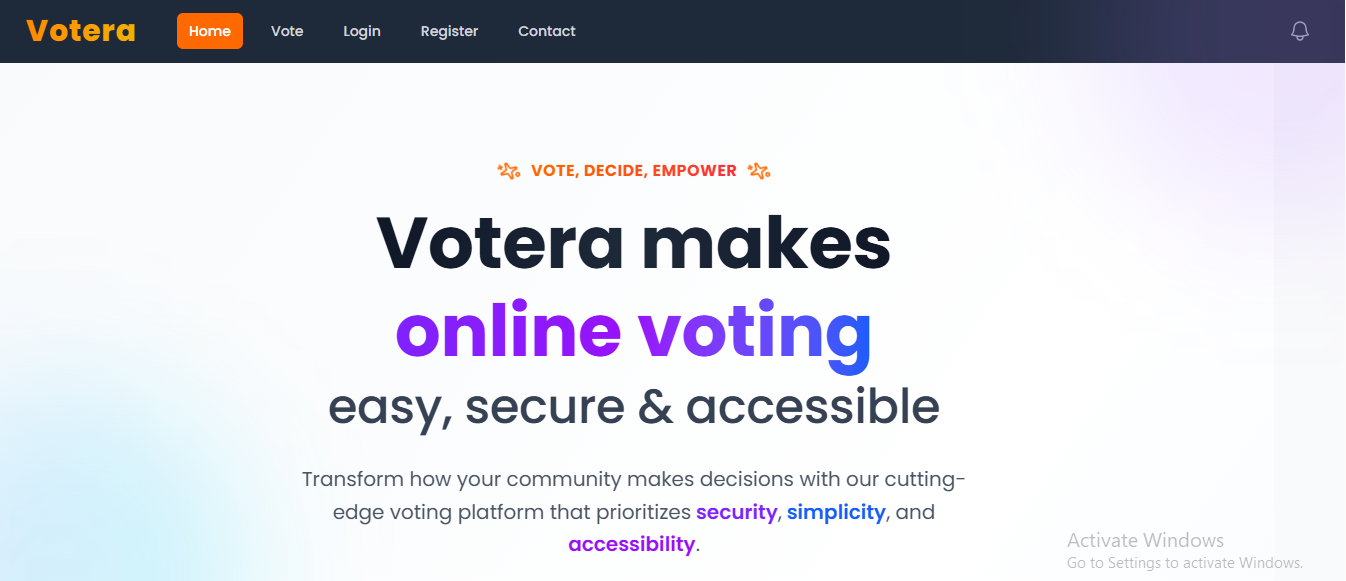 Votera
Home Vote Login Register Contact
VOTE, DECIDE, EMPOWER
Votera makes
online voting
easy, secure & accessible
Transform how your community makes decisions with our cutting-
edge voting platform that prioritizes security, simplicity, and
accessibility.
Activate Windows
Go to Settings to activate Windows.